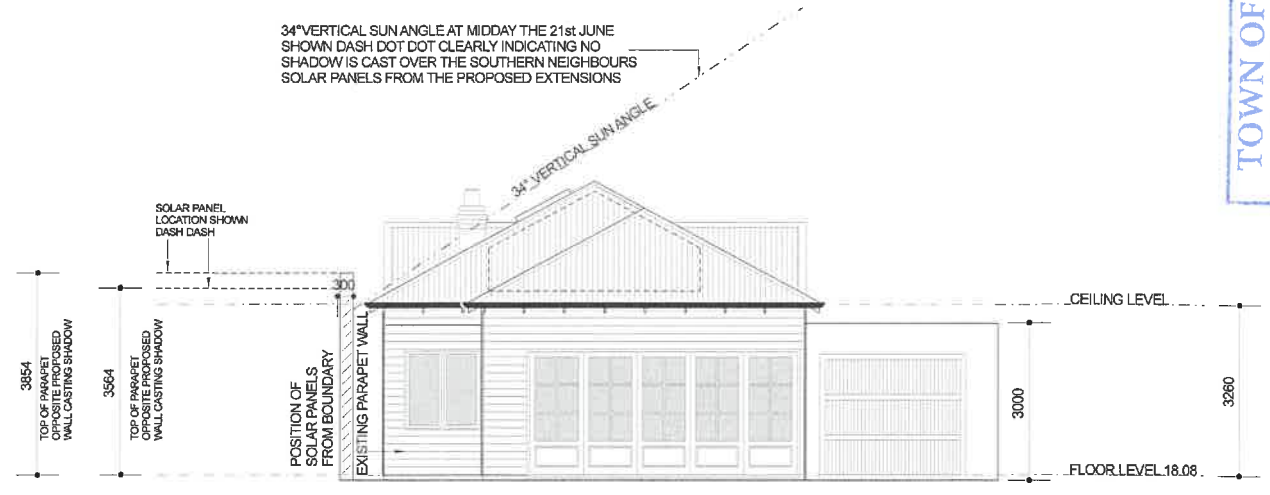 34°VERTICAL SUN ANGLE AT MIDDAY THE 21st JUNE
SHOWN DASH DOT DOT CLEARLY INDICATING NO
SHADOW IS CAST OVER THE SOUTHERN NEIGHBOURS
SOLAR PANELS FROM THE PROPOSED EXTENSIONS
TOWN OF
34° VERTICAL SUN ANGLE
SOLAR PANEL
LOCATION SHOWN
DASH DASH
300
CEILING LEVEL
3854
TOP OF PARAPET
OPPOSITE PROPOSED
WALL CASTING SHADOW
3564
TOP OF PARAPET
OPPOSITE PROPOSED
WALL CASTING SHADOW
POSITION OF
SOLAR PANELS
FROM BOUNDARY
EXISTING PARAPET WALL
3000
3260
FLOOR LEVEL 18.08